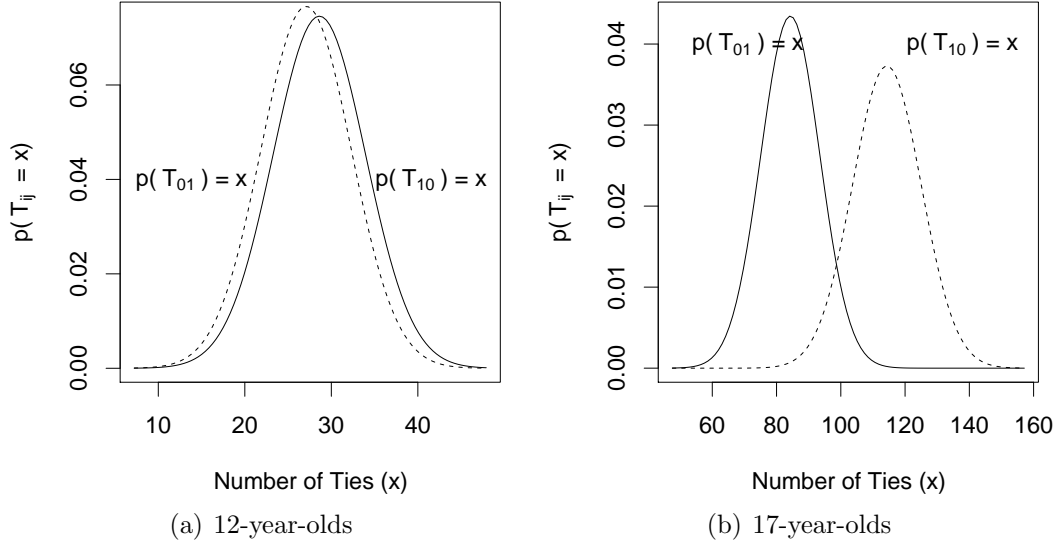 p( T01 ) = x
p( T10 ) = x
p( Tij = x)
0.00 0.02 0.04 0.06
10 20 30 40
Number of Ties (x)
(a) 12-year-olds
p( T01 ) = x
p( T10 ) = x
p( Tij = x)
0.00 0.01 0.02 0.03 0.04
60 80 100 120 140 160
Number of Ties (x)
(b) 17-year-olds